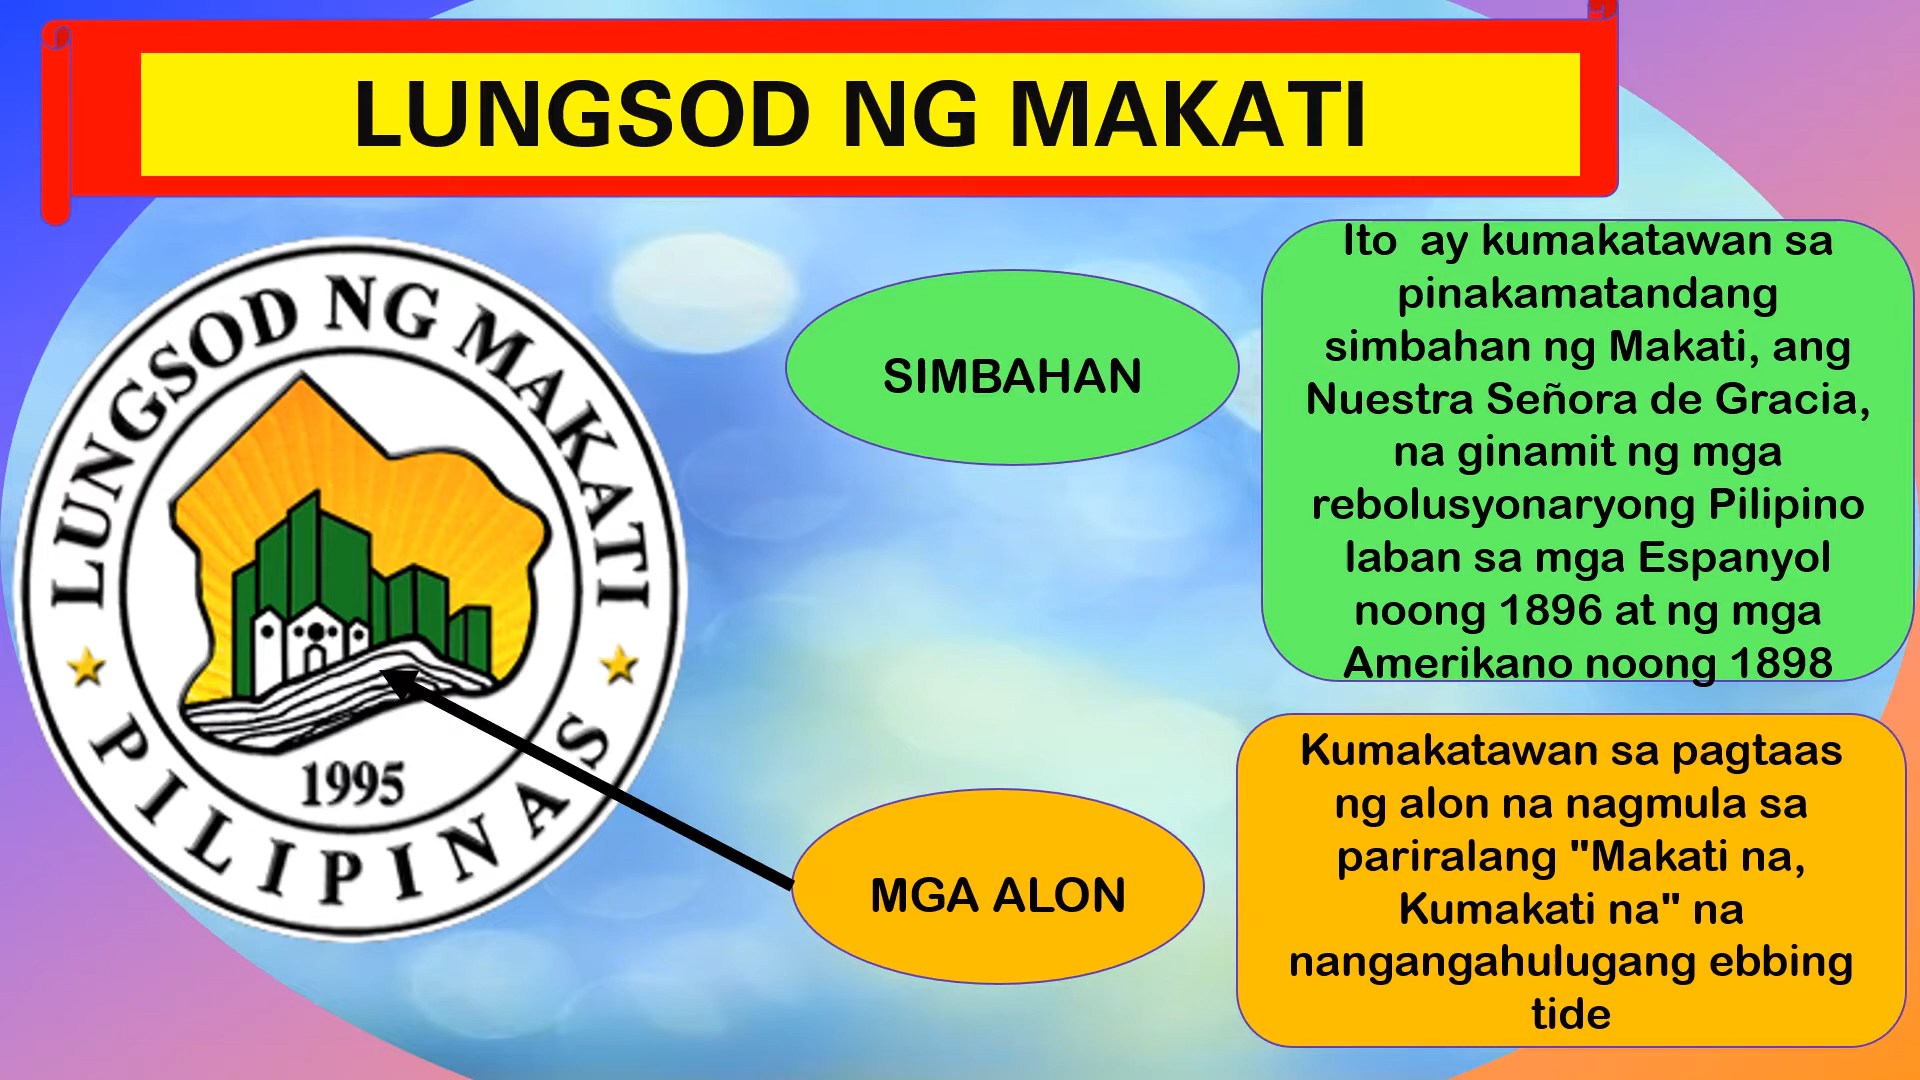 LUNGSOD NG MAKATI
LUNGSOD NG MAKATI
1995
PILIPINAS
SIMBAHAN
Ito ay kumakatawan sa
pinakamatandang
simbahan ng Makati, ang
Nuestra Señora de Gracia,
na ginamit ng mga
rebolusyonaryong Pilipino
laban sa mga Espanyol
noong 1896 at ng mga
Amerikano noong 1898
MGA ALON
Kumakatawan sa pagtaas
ng alon na nagmula sa
pariralang "Makati na,
Kumakati na" na
nangangahulugang ebbing
tide